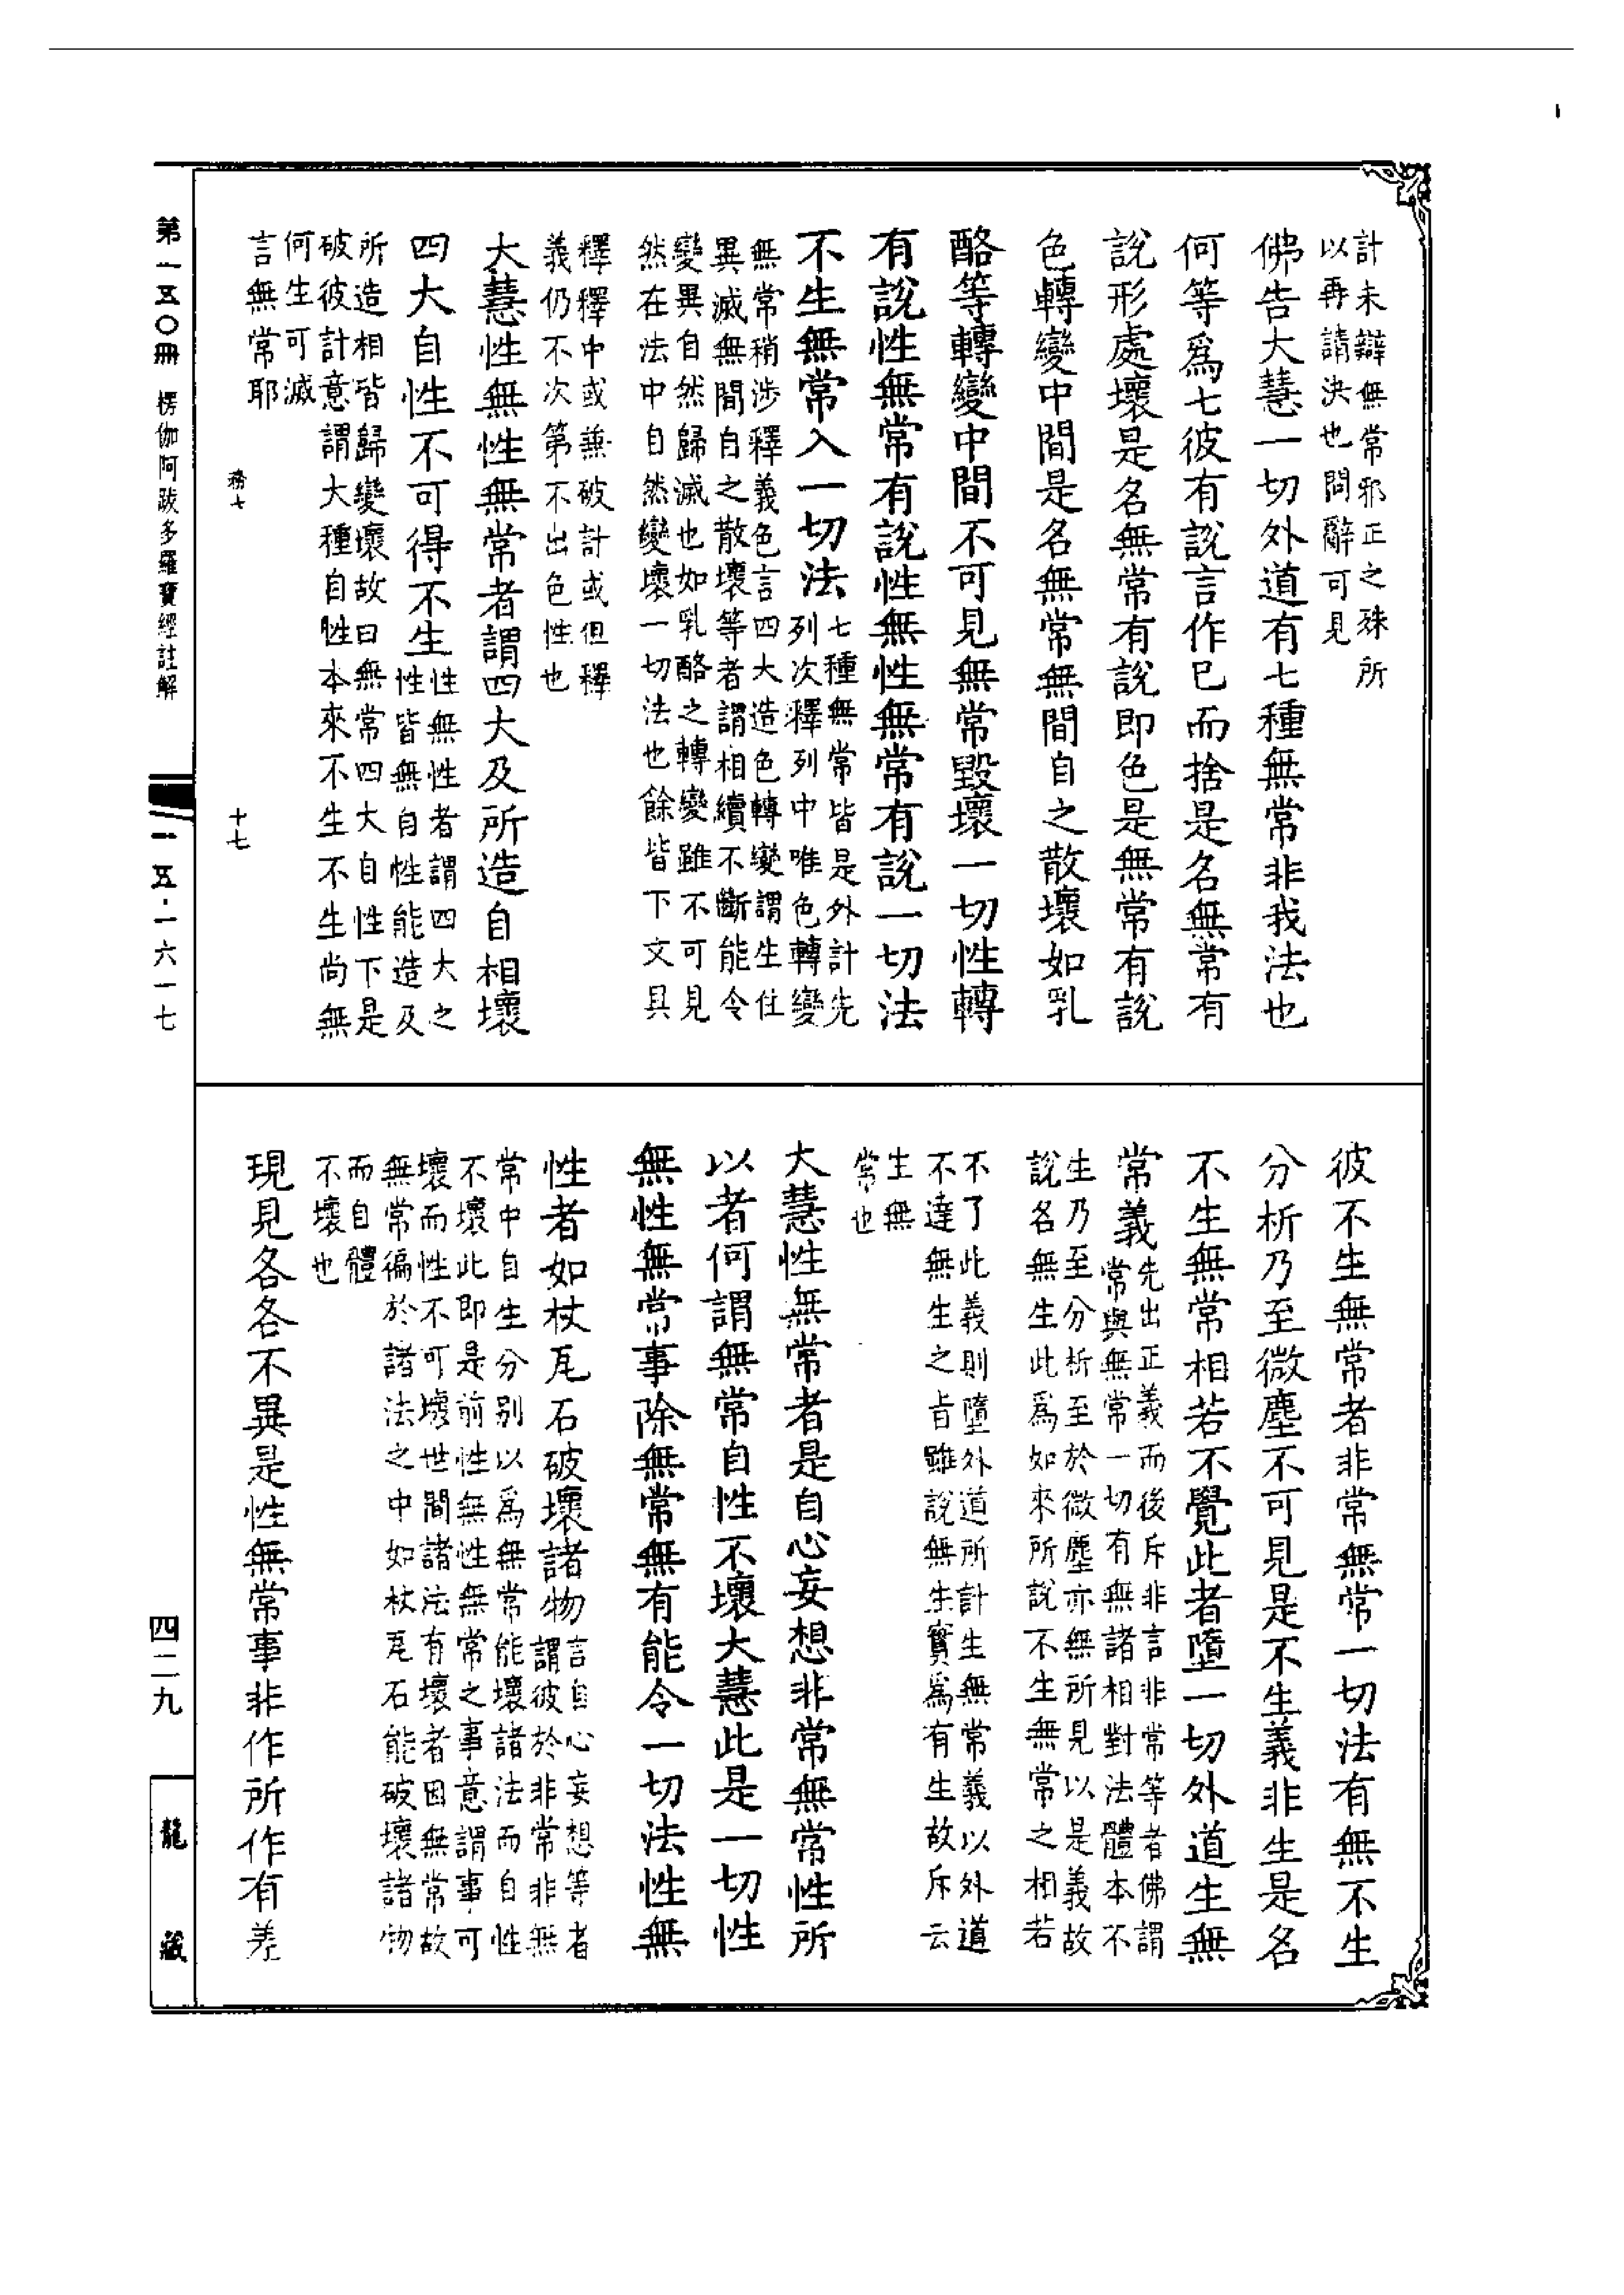 計未辯無常邪正之殊所
以再請決也問辭可見
佛告大慧一切外道有七種無常非我法也
何等爲七彼有說言作已而捨是名無常有
說形處壞是名無常有說即色是無常有說
色轉變中間是名無常無間自之散壞如乳
酪等轉變中間不可見無常毀壞一切性轉
有說性無常有說性無性無常有說一切法
不生無常入一切法
七種無常皆是外計先
列次釋列中唯色轉變
無常稍涉釋義色言四大造色轉變謂生住
異滅無間自之散壞等者謂相續不斷能令
變異自然歸滅也如乳酪之轉變雖不可見
然在法中自然變壞一切法也餘皆下文具
釋釋中或兼破計或但釋
義仍不次第不出色性也
大慧性無性無常者謂四大及所造自相壞
四大自性不可得不生
性無性者謂四大之
性皆無自性能造及
所造相皆歸變壞故曰無常四大自性下是
破彼計意謂大種自性本來不生不生尚無
何生可滅
言無常耶
務七
十七
彼不生無常者非常無常一切法有無不生
分析乃至微塵不可見是不生義非生是名
不生無常相若不覺此者墮一切外道生無
常義
先出正義而後斥非言非常等者佛謂
常與無常一切有無諸相對法體本不
生乃至分析至於微塵亦無所見以是義故
說名無生此爲如來所說不生無常之相若
不了此義則墮外道所計生無常義以外道
不達無生之旨雖說無生實爲有生故斥云
生無
常也
大慧性無常者是自心妄想非常無常性所
以者何謂無常自性不壞大慧此是一切性
無性無常事除無常無有能令一切法性無
性者如杖瓦石破壞諸物
言自心妄想等者
謂彼於非常非無
常中自生分別以爲無常能壞諸法而自性
不壞此即是前性無性無常之事意謂事可
壞而性不可壞世間諸法有壞者因無常故
無常徧於諸法之中如杖瓦石能破壞諸物
而自體
不壞也
現見各各不異是性無常事非作所作有差
第一五〇冊 楞伽阿跋多羅寶經註解
一五·一六一七
四二九
龍藏